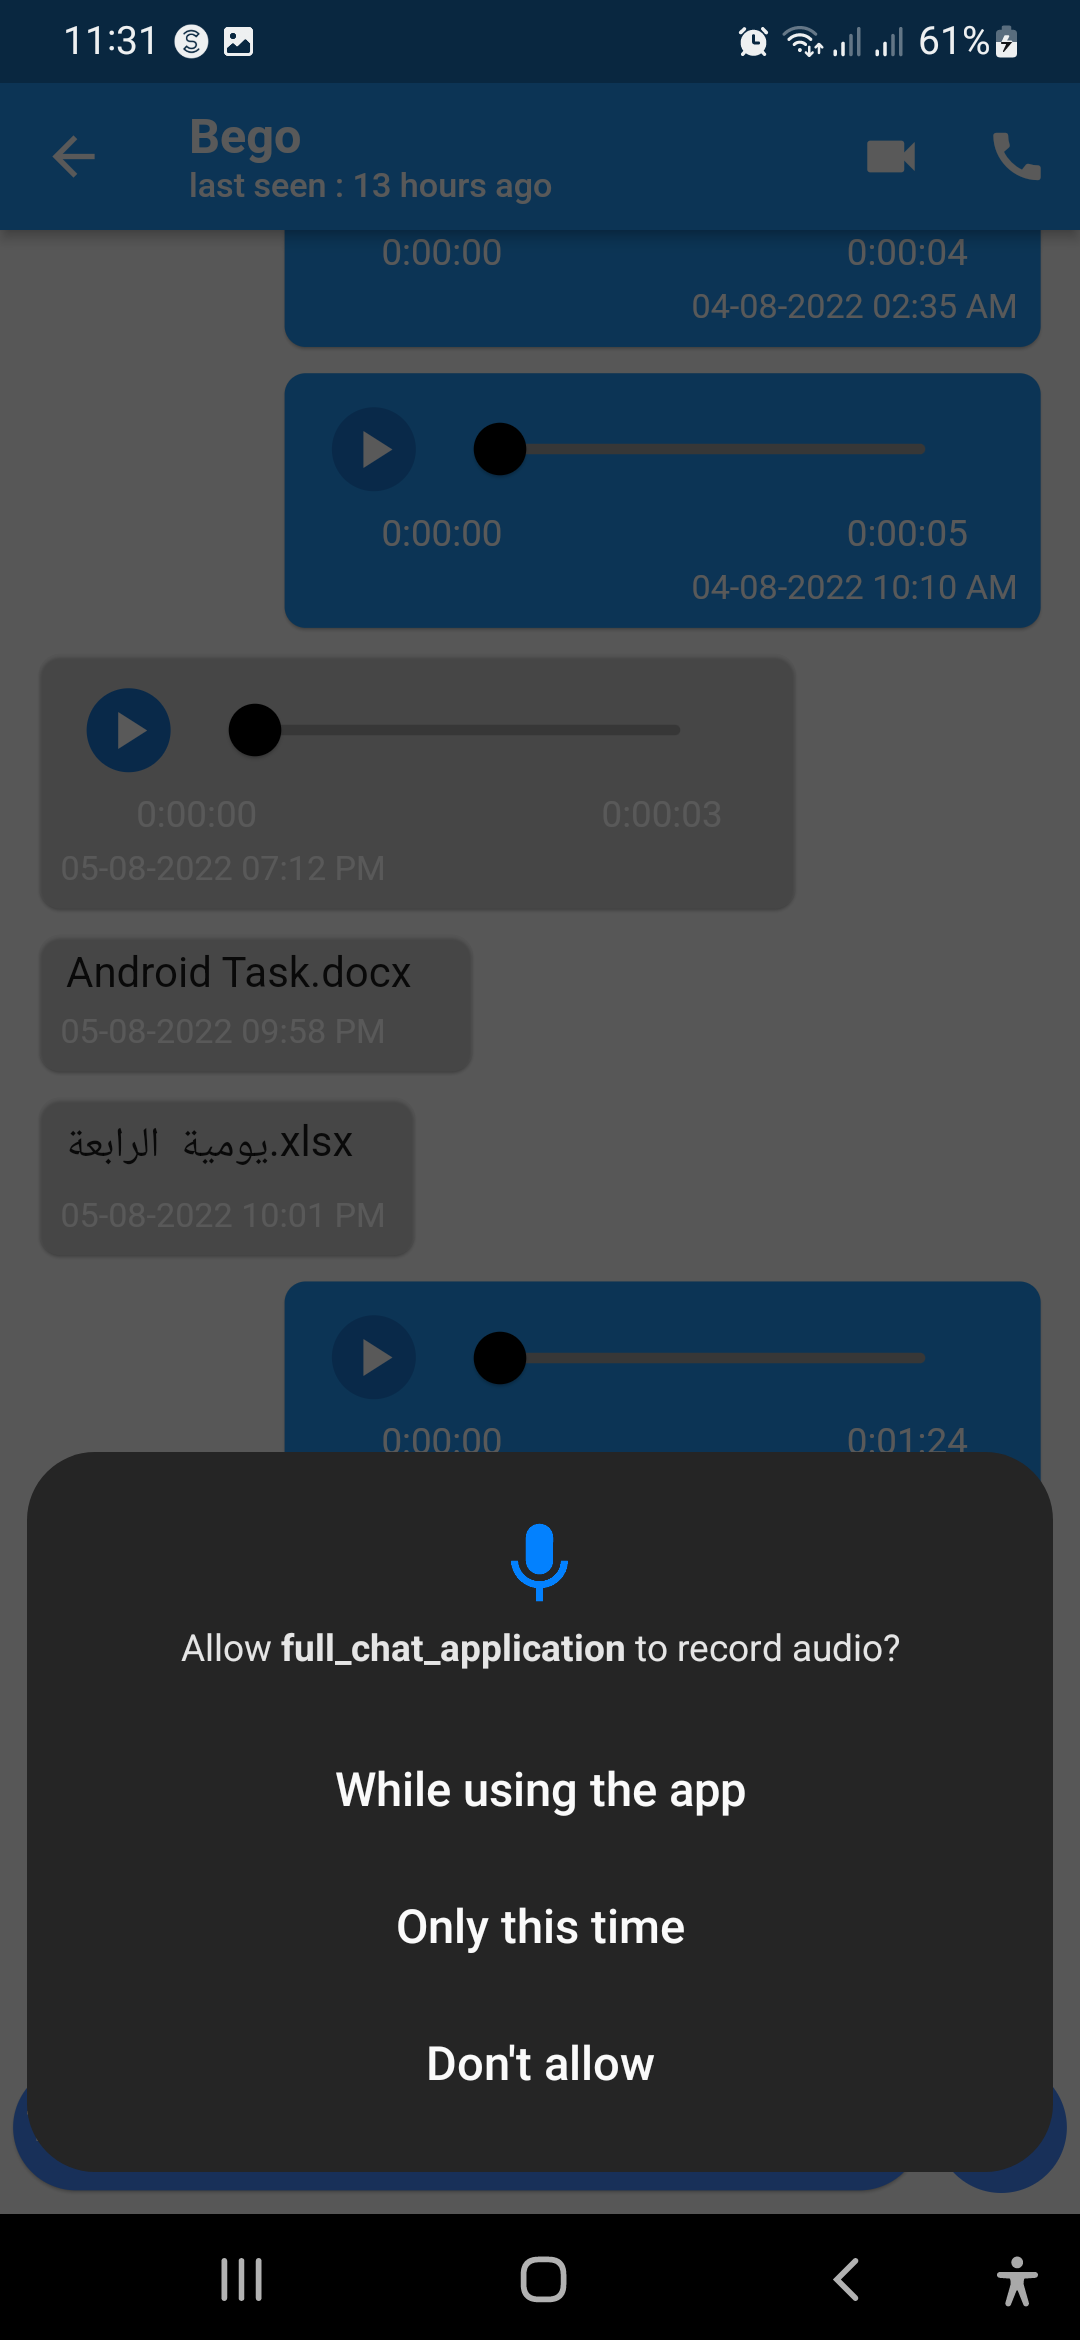 11:31 61%
Bego
last seen : 13 hours ago
0:00:00 0:00:04
04-08-2022 02:35 AM
0:00:00 0:00:05
04-08-2022 10:10 AM
0:00:00 0:00:03
05-08-2022 07:12 PM
Android Task.docx
05-08-2022 09:58 PM
يومية الرابعة.xlsx
05-08-2022 10:01 PM
0:00:00 0:01:24
Allow full_chat_application to record audio?
While using the app
Only this time
Don't allow